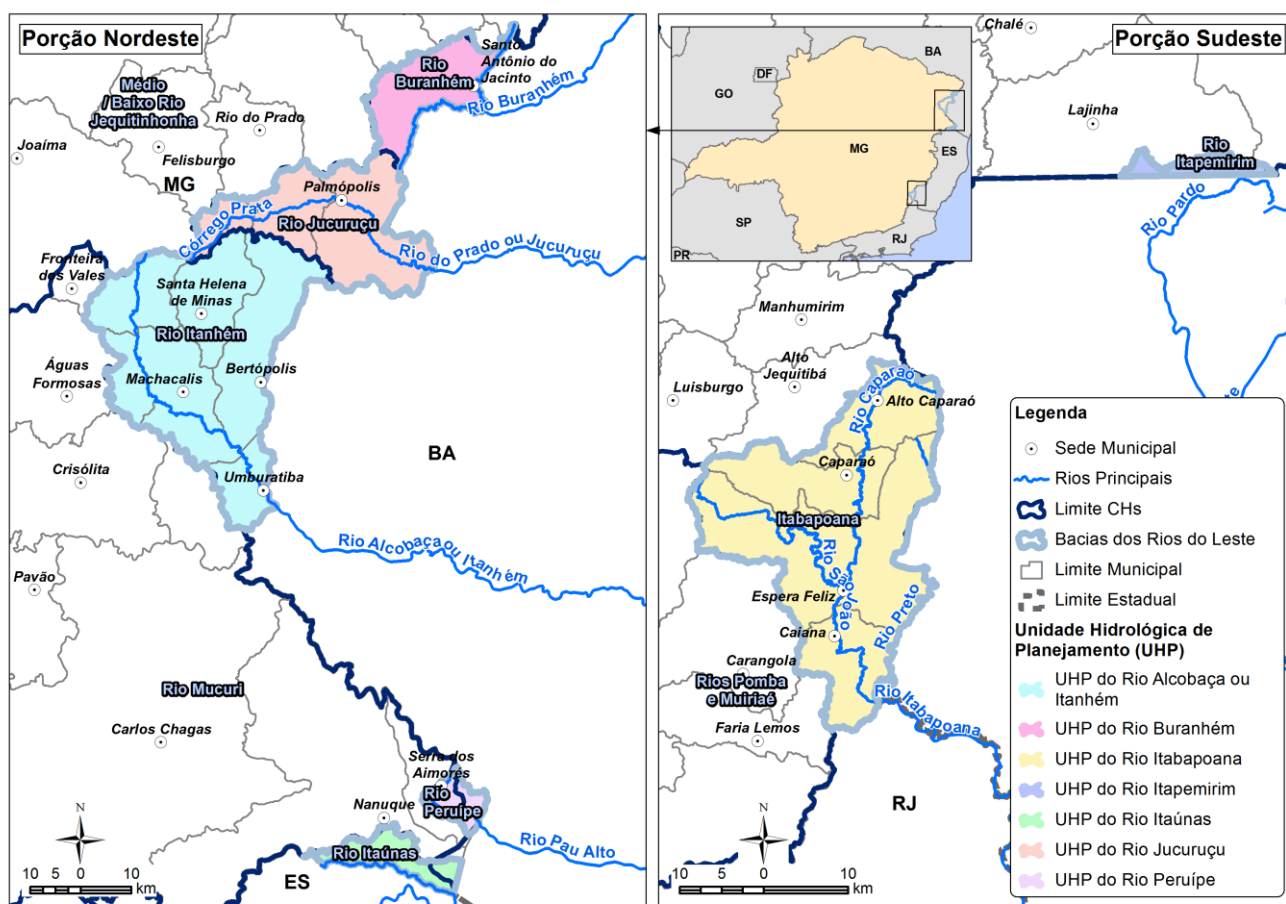 Porção Nordeste
Santo
Antônio do
Jacinto
Rio
Buranhém
Rio Buranhém
Médio
/ Baixo Rio
Jequitinhonha
Rio do Prado
Joaíma
Felisburgo
MG
Palmópolis
Córrego Prata
Rio Jucuruçu
Rio do Prado ou Jucuruçu
Fronteira
dos Vales
Santa Helena
de Minas
Rio Itanhém
Águas
Formosas
Machacalis
Bertópolis
BA
Crisólita
Umburatiba
Rio Alcobaça ou Itanhém
Pavão
Rio Mucuri
Carlos Chagas
Serra dos
Aimorés
Rio
Peruípe
Nanuque
Rio Pau Alto
Rio Itaúnas
ES
N
10 5 0 10
km
Porção Sudeste
Chalé
BA
DF
GO
MG
ES
SP
RJ
PR
Lajinha
Rio
Itapemirim
Rio Pardo
Manhumirim
Alto
Jequitibá
Luisburgo
Rio Caparaó
Alto Caparaó
Caparaó
Itabapoana
Rio São João
Espera Feliz
Rio Preto
Caiana
Carangola
Rios Pomba
e Muiriaé
Rio Itabapoana
Faria Lemos
RJ
N
10 5 0 10
km
Legenda
Sede Municipal
Rios Principais
Limite CHs
Bacias dos Rios do Leste
Limite Municipal
Limite Estadual
Unidade Hidrológica de
Planejamento (UHP)
UHP do Rio Alcobaça ou
Itanhém
UHP do Rio Buranhém
UHP do Rio Itabapoana
UHP do Rio Itapemirim
UHP do Rio Itaúnas
UHP do Rio Jucuruçu
UHP do Rio Peruípe